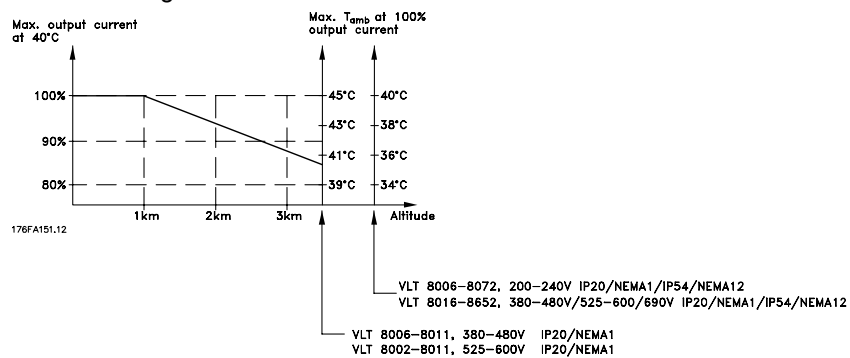 Max. output current
at 40°C
Max. Tamb at 100%
output current
100%
90%
80%
45°C
43°C
41°C
39°C
40°C
38°C
36°C
34°C
1km
2km
3km
Altitude
176FA151.12
VLT 8006-8072, 200-240V IP20/NEMA1/IP54/NEMA12
VLT 8016-8652, 380-480V/525-600/690V IP20/NEMA1/IP54/NEMA12
VLT 8006-8011, 380-480V IP20/NEMA1
VLT 8002-8011, 525-600V IP20/NEMA1